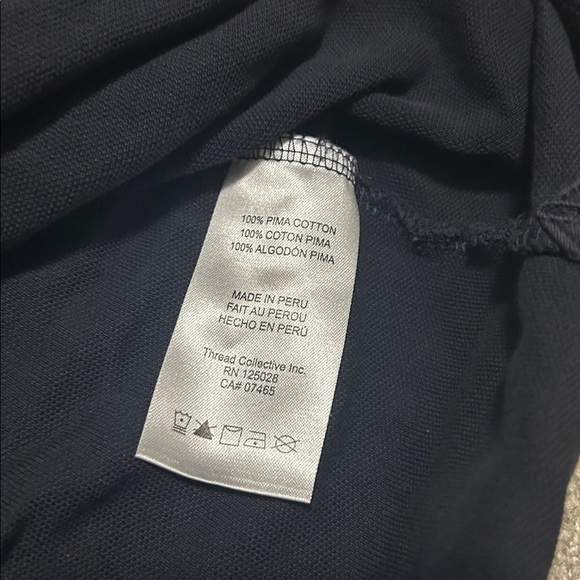 100% PIMA COTTON
100% COTON PIMA
100% ALGODÓN PIMA
MADE IN PERU
FAIT AU PEROU
HECHO EN PERÚ
Thread Collective Inc.
RN 125028
CA# 07465